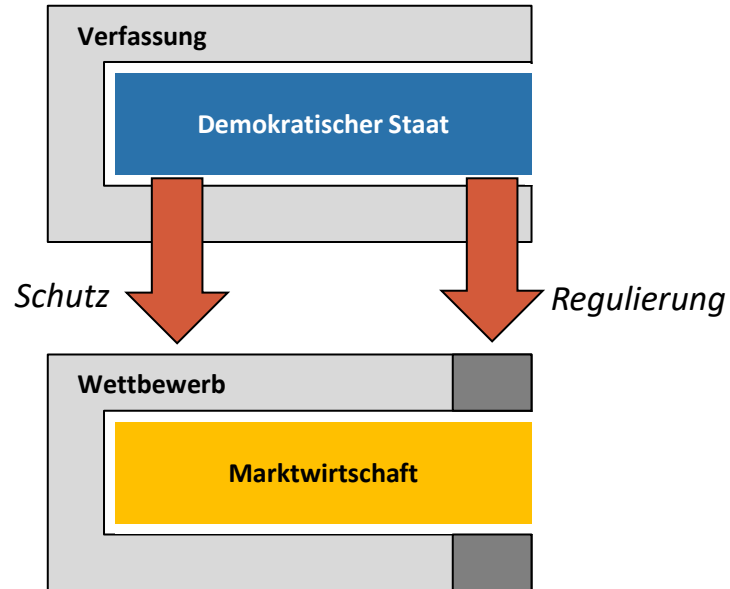 Verfassung
Demokratischer Staat
Schutz
Regulierung
Wettbewerb
Marktwirtschaft